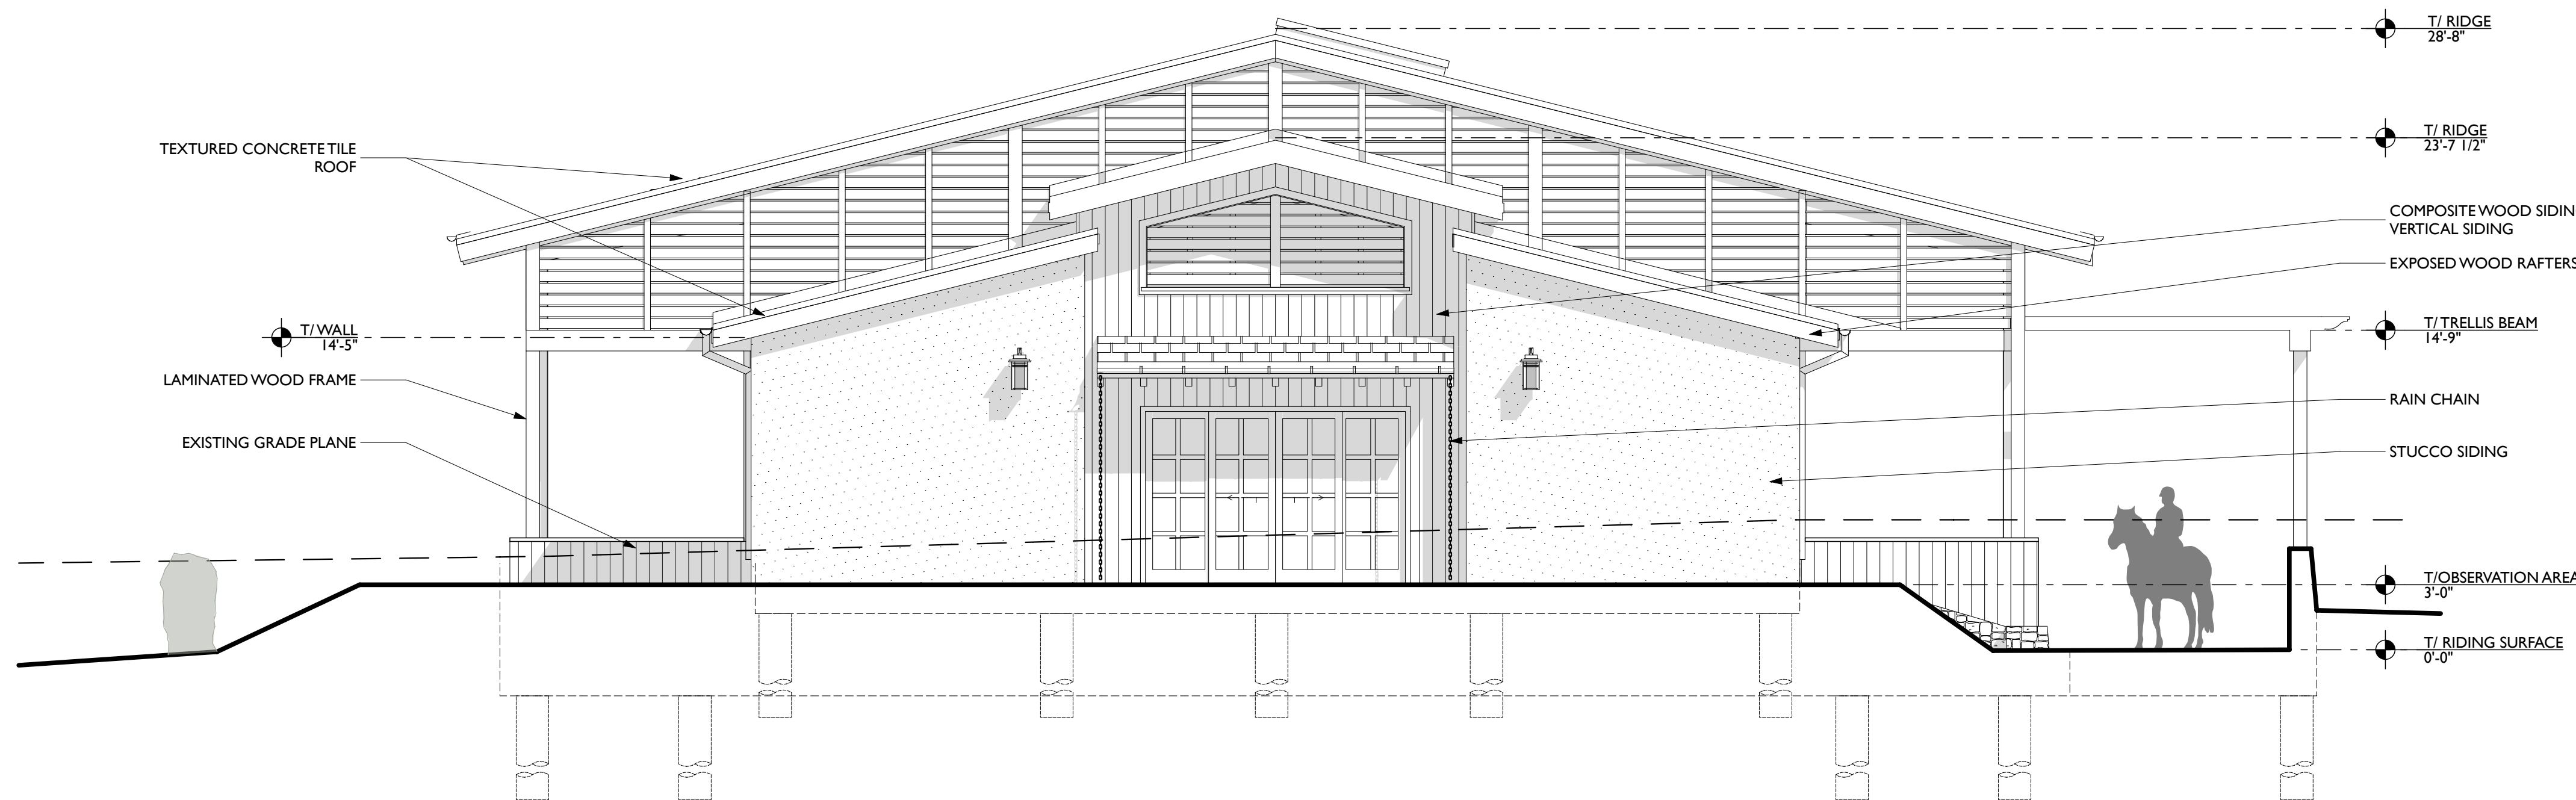 T/ RIDGE
28'-8"
T/ RIDGE
23'-7 1/2"
TEXTURED CONCRETE TILE
ROOF
COMPOSITE WOOD SIDIN
VERTICAL SIDING
EXPOSED WOOD RAFTERS
T/ WALL
14'-5"
T/ TRELLIS BEAM
14'-9"
LAMINATED WOOD FRAME
RAIN CHAIN
EXISTING GRADE PLANE
STUCCO SIDING
T/OBSERVATION AREA
3'-0"
T/ RIDING SURFACE
0'-0"